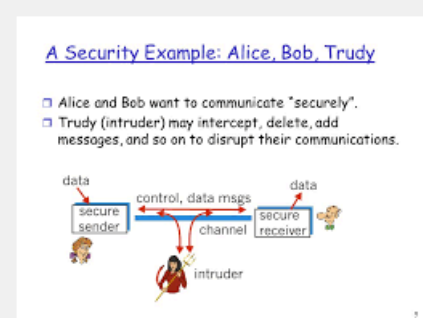 A Security Example: Alice, Bob, Trudy
Alice and Bob want to communicate "securely".
Trudy (intruder) may intercept, delete, add
messages, and so on to disrupt their communications.
data
data
control, data msgs
secure
sender
channel
secure
receiver
intruder